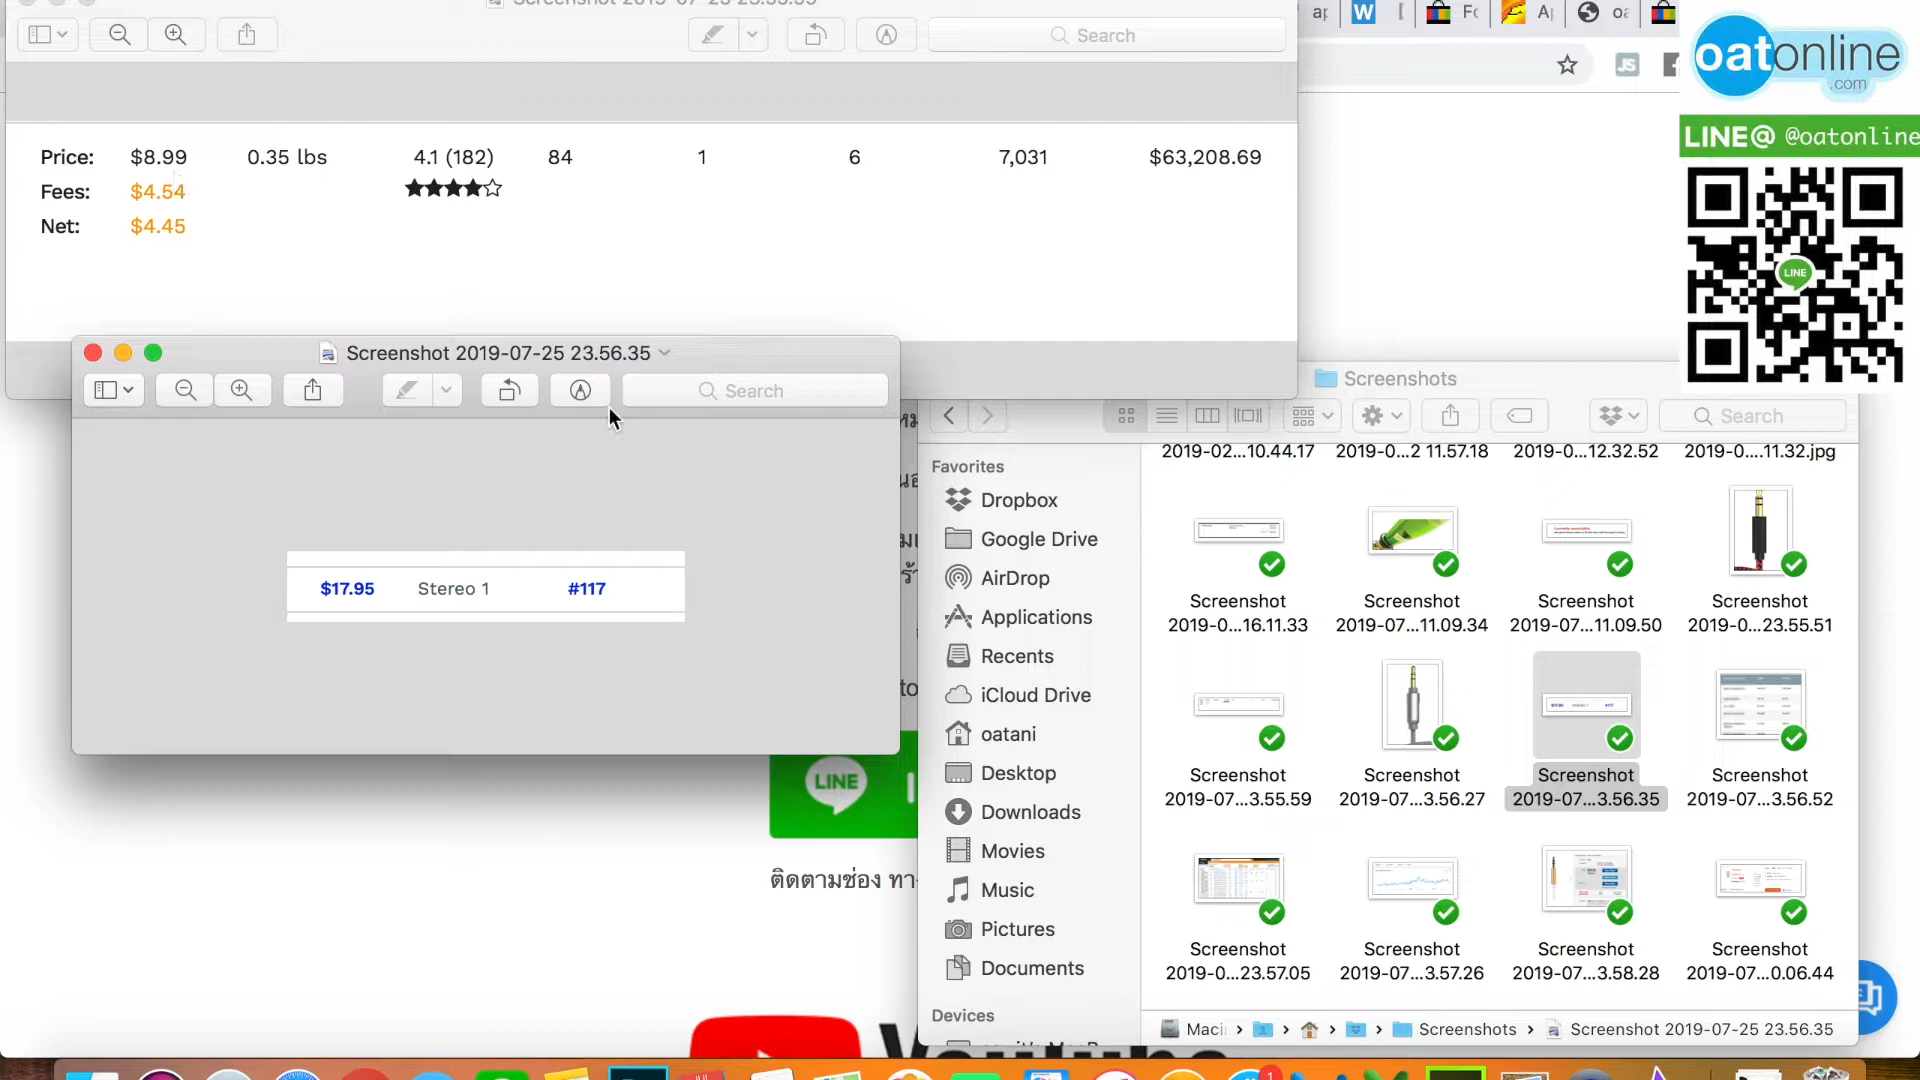 Search
Price: $8.99 0.35 lbs 4.1 (182) 84 1 6 7,031 $63,208.69
Fees: $4.54
Net: $4.45
oatonline
.com
LINE@ @oatonline
LINE
Screenshot 2019-07-25 23.56.35
Search
$17.95 Stereo 1 #117
LINE
ติดตามช่อง
Screenshots
Search
Favorites
Dropbox
Google Drive
AirDrop
Applications
Recents
iCloud Drive
oatani
Desktop
Downloads
Movies
Music
Pictures
Documents
Devices
2019-02...10.44.17 2019-0...2 11.57.18 2019-0...12.32.52 2019-0....11.32.jpg
Screenshot Screenshot Screenshot Screenshot
2019-0...16.11.33 2019-07...11.09.34 2019-07...11.09.50 2019-0...23.55.51
Screenshot Screenshot Screenshot Screenshot
2019-07...3.55.59 2019-07...3.56.27 2019-07...3.56.35 2019-07...3.56.52
Screenshot Screenshot Screenshot Screenshot
2019-0...23.57.05 2019-07...3.57.26 2019-07...3.58.28 2019-07...0.06.44
Screenshots Screenshot 2019-07-25 23.56.35